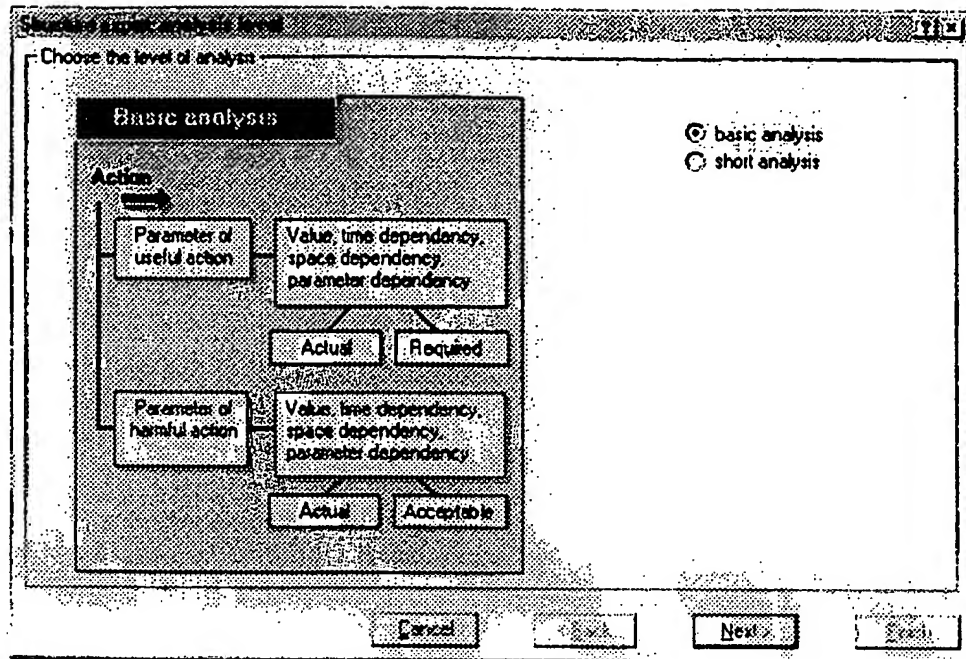 analysis level
Choose the level of analysis
Basic analysis
basic analysis
short analysis
Action
Parameter of
useful action
Value, time dependency,
space dependency,
parameter dependency
Actual
Required
Parameter of
harmful action
Value, time dependency,
space dependency,
parameter dependency
Actual
Acceptable
Cancel
Next >